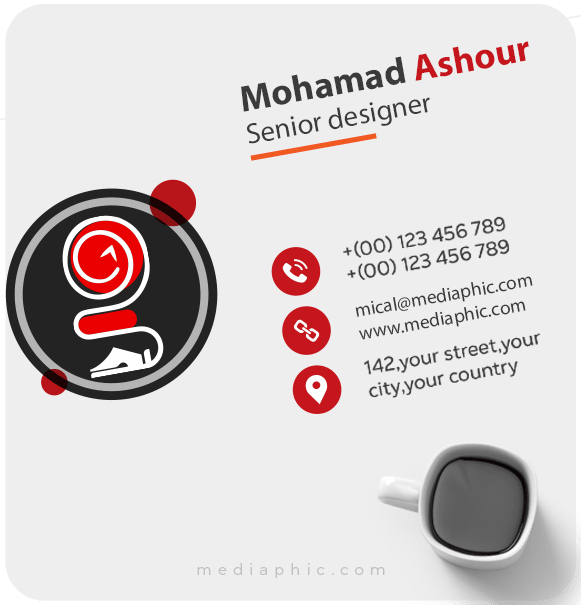 Mohamad Ashour
Senior designer
+(00) 123 456 789
+(00) 123 456 789
mical@mediaphic.com
www.mediaphic.com
142,your street,your
city,your country
mediaphic.com